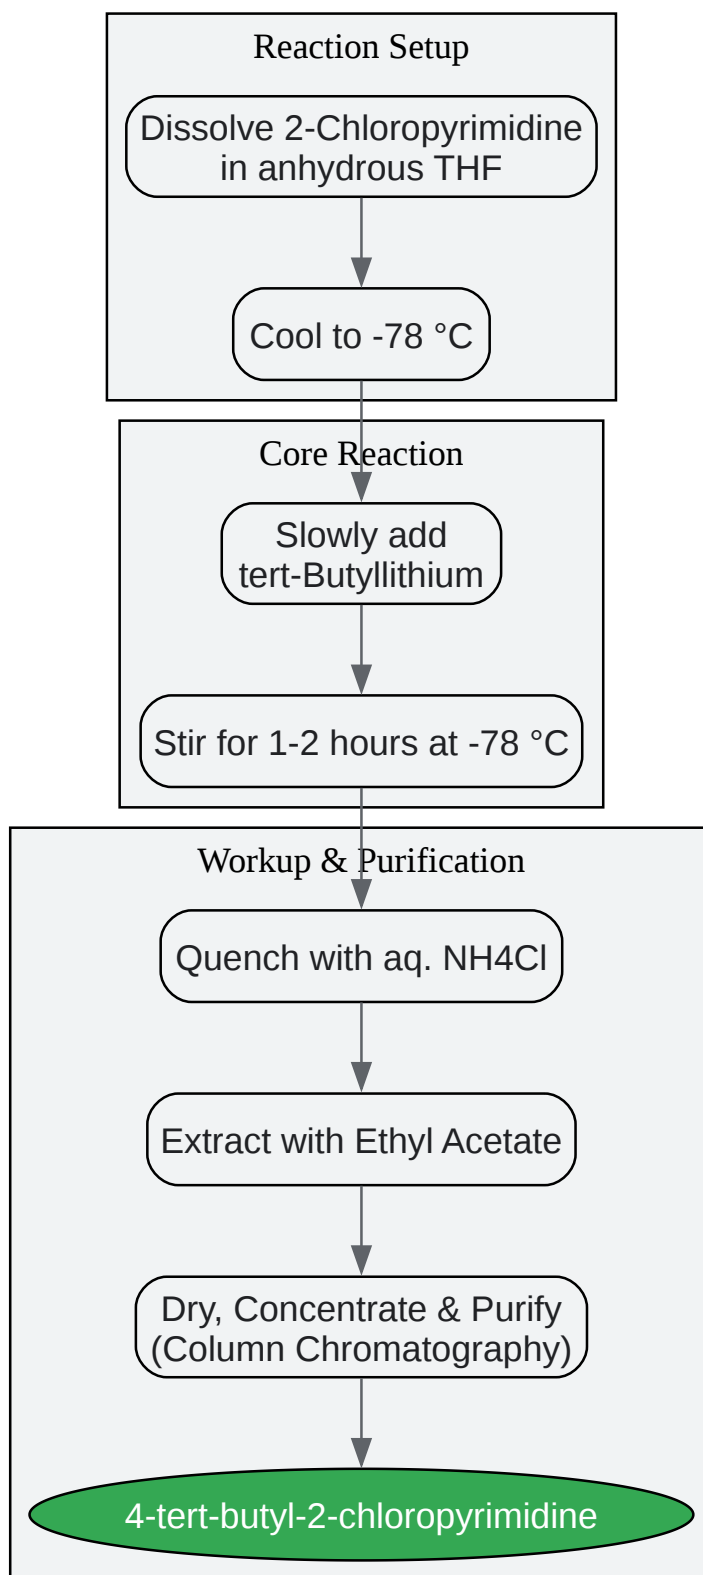 Reaction Setup
Dissolve 2-Chloropyrimidine
in anhydrous THF
Cool to -78 °C
Core Reaction
Slowly add
tert-Butyllithium
Stir for 1-2 hours at -78 °C
Workup & Purification
Quench with aq. NH4Cl
Extract with Ethyl Acetate
Dry, Concentrate & Purify
(Column Chromatography)
4-tert-butyl-2-chloropyrimidine